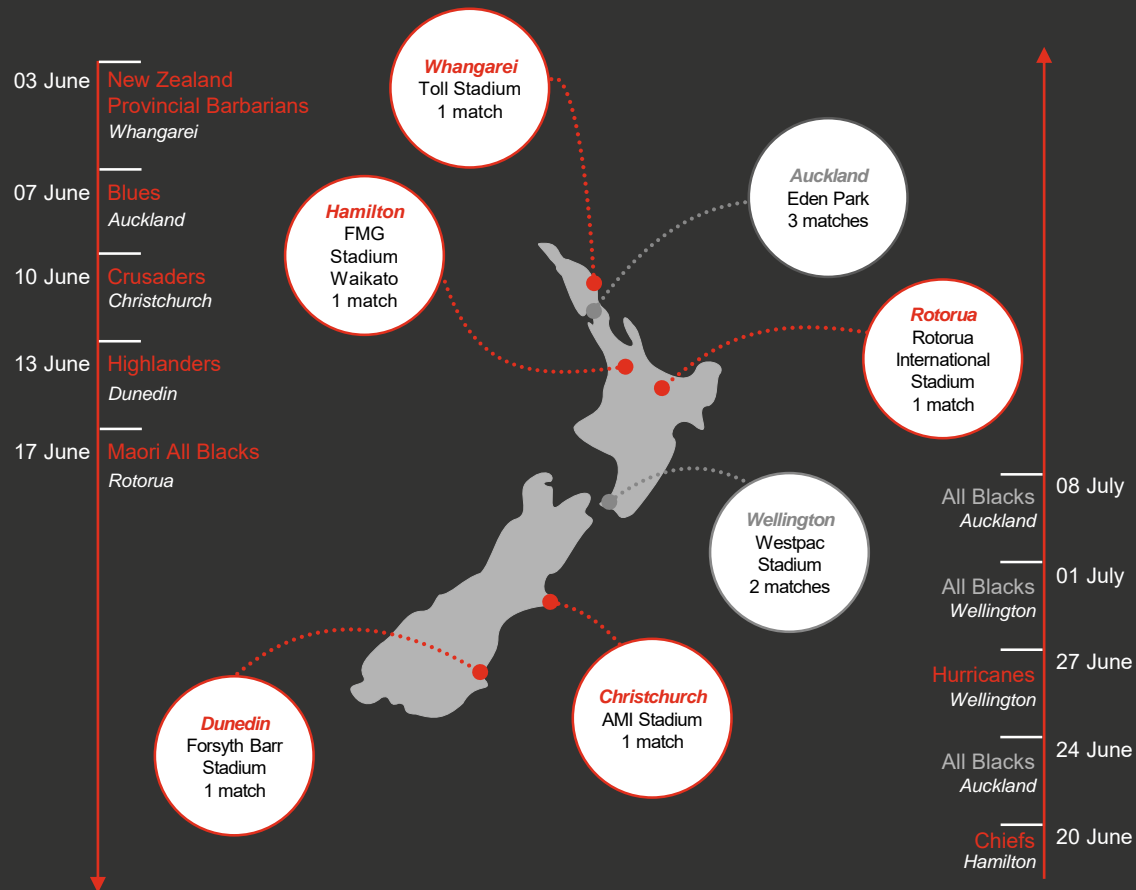 03 June
New Zealand
Provincial Barbarians
Whangarei
07 June
Blues
Auckland
10 June
Crusaders
Christchurch
13 June
Highlanders
Dunedin
17 June
Maori All Blacks
Rotorua
Whangarei
Toll Stadium
1 match
Auckland
Eden Park
3 matches
Hamilton
FMG
Stadium
Waikato
1 match
Rotorua
Rotorua
International
Stadium
1 match
Wellington
Westpac
Stadium
2 matches
Christchurch
AMI Stadium
1 match
Dunedin
Forsyth Barr
Stadium
1 match
08 July
All Blacks
Auckland
01 July
All Blacks
Wellington
27 June
Hurricanes
Wellington
24 June
All Blacks
Auckland
20 June
Chiefs
Hamilton